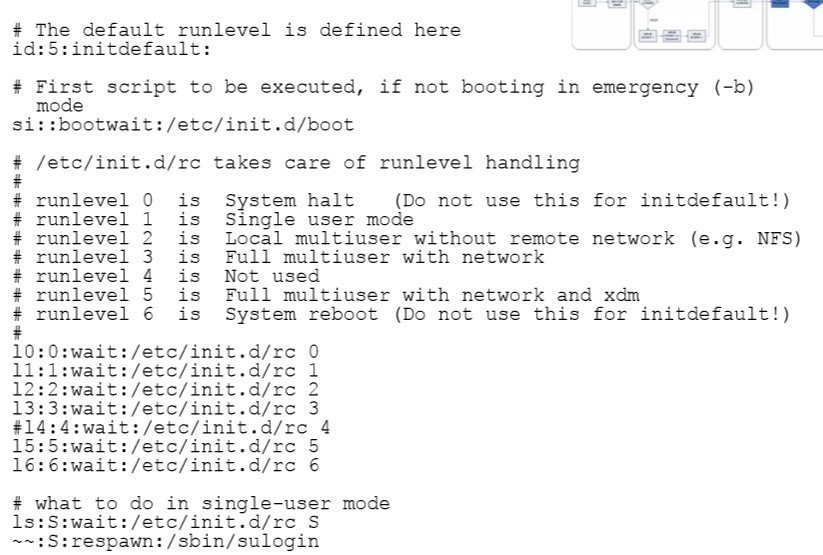 # The default runlevel is defined here
id:5:initdefault:
# First script to be executed, if not booting in emergency (-b)
mode
si::bootwait:/etc/init.d/boot
# /etc/init.d/rc takes care of runlevel handling
#
# runlevel 0 is System halt (Do not use this for initdefault!)
# runlevel 1 is Single user mode
# runlevel 2 is Local multiuser without remote network (e.g. NFS)
# runlevel 3 is Full multiuser with network
# runlevel 4 is Not used
# runlevel 5 is Full multiuser with network and xdm
# runlevel 6 is System reboot (Do not use this for initdefault!)
#
l0:0:wait:/etc/init.d/rc 0
l1:1:wait:/etc/init.d/rc 1
l2:2:wait:/etc/init.d/rc 2
l3:3:wait:/etc/init.d/rc 3
#l4:4:wait:/etc/init.d/rc 4
l5:5:wait:/etc/init.d/rc 5
l6:6:wait:/etc/init.d/rc 6
# what to do in single-user mode
ls:S:wait:/etc/init.d/rc S
~~:S:respawn:/sbin/sulogin